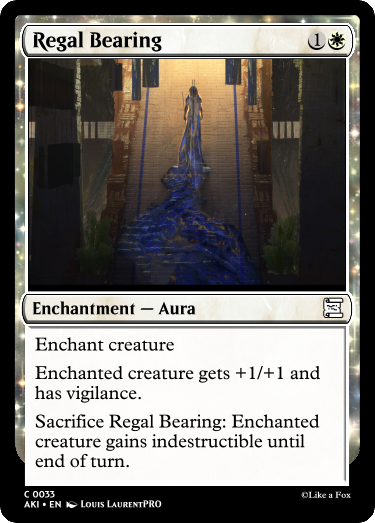 Regal Bearing 1
Enchantment — Aura
Enchant creature
Enchanted creature gets +1/+1 and
has vigilance.
Sacrifice Regal Bearing: Enchanted
creature gains indestructible until
end of turn.
C 0033
AKI • EN Louis LaurentPRO
©Like a Fox